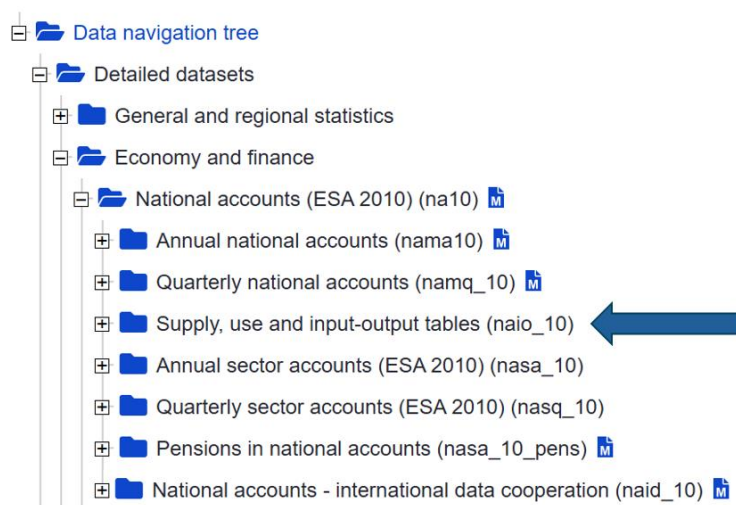 Data navigation tree
Detailed datasets
General and regional statistics
Economy and finance
National accounts (ESA 2010) (na10) M
Annual national accounts (nama10) M
Quarterly national accounts (namq_10) M
Supply, use and input-output tables (naio_10)
Annual sector accounts (ESA 2010) (nasa_10)
Quarterly sector accounts (ESA 2010) (nasq_10)
Pensions in national accounts (nasa_10_pens) M
National accounts - international data cooperation (naid_10) M